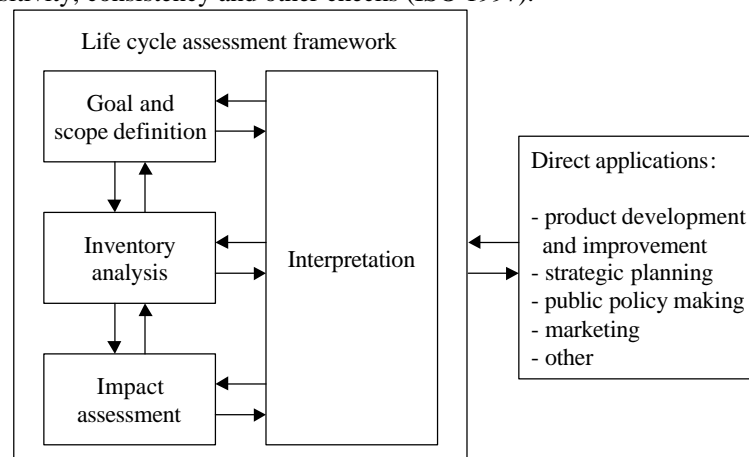 consistency and other checks (ISO 1997).
Life cycle assessment framework
Goal and
scope definition
Inventory
analysis
Impact
assessment
Interpretation
Direct applications:
- product development
and improvement
- strategic planning
- public policy making
- marketing
- other